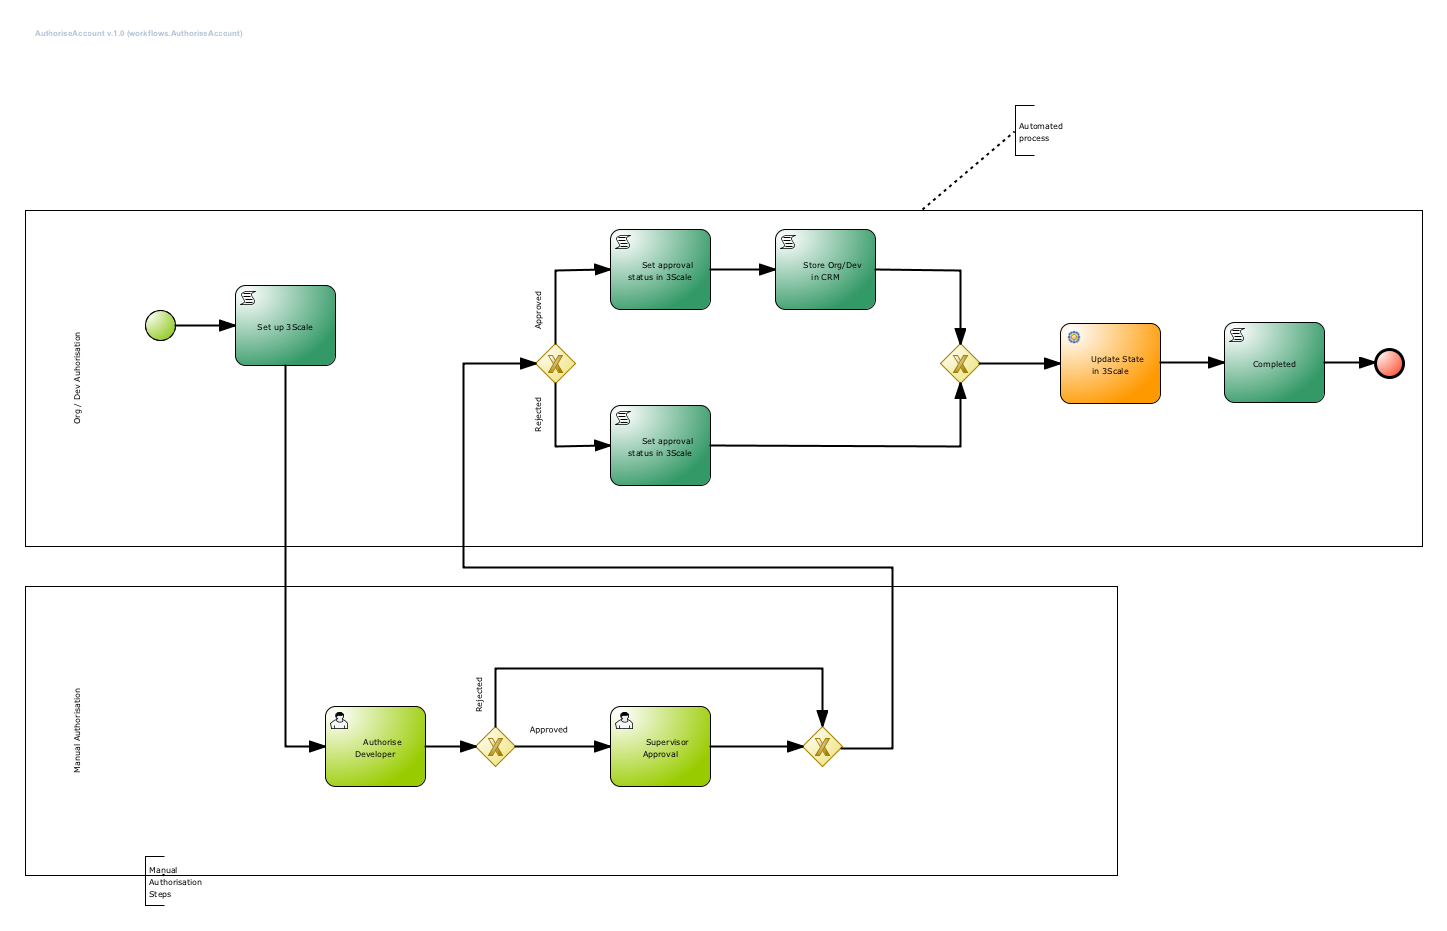 AuthoriseAccount v.1.0 (workflows.AuthoriseAccount)
Automated
process
Org / Dev Auhorisation
Set up 3Scale
Approved
Rejected
Set approval
status in 3Scale
Store Org/Dev
in CRM
Set approval
status in 3Scale
Update State
in 3Scale
Completed
Manual Authorisation
Authorise
Developer
Rejected
Approved
Supervisor
Approval
Manual
Authorisation
Steps